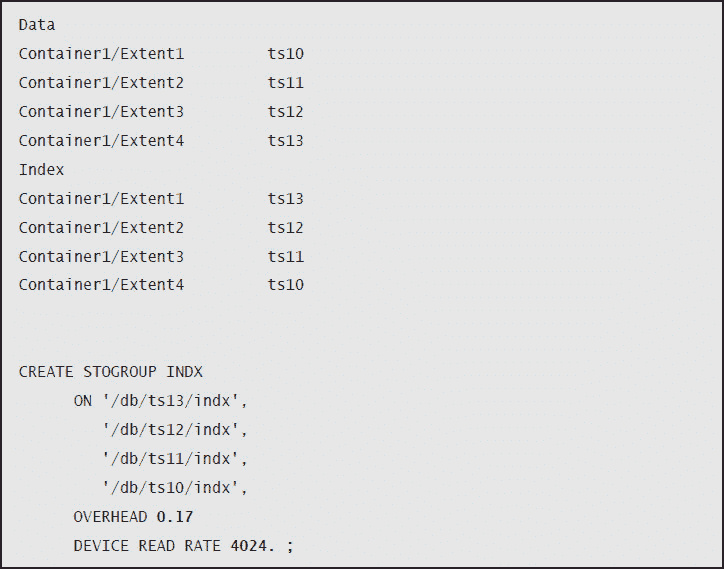 Data
Container1/Extent1 ts10
Container1/Extent2 ts11
Container1/Extent3 ts12
Container1/Extent4 ts13
Index
Container1/Extent1 ts13
Container1/Extent2 ts12
Container1/Extent3 ts11
Container1/Extent4 ts10
CREATE STOGROUP INDX
ON '/db/ts13/indx',
'/db/ts12/indx',
'/db/ts11/indx',
'/db/ts10/indx',
OVERHEAD 0.17
DEVICE READ RATE 4024. ;